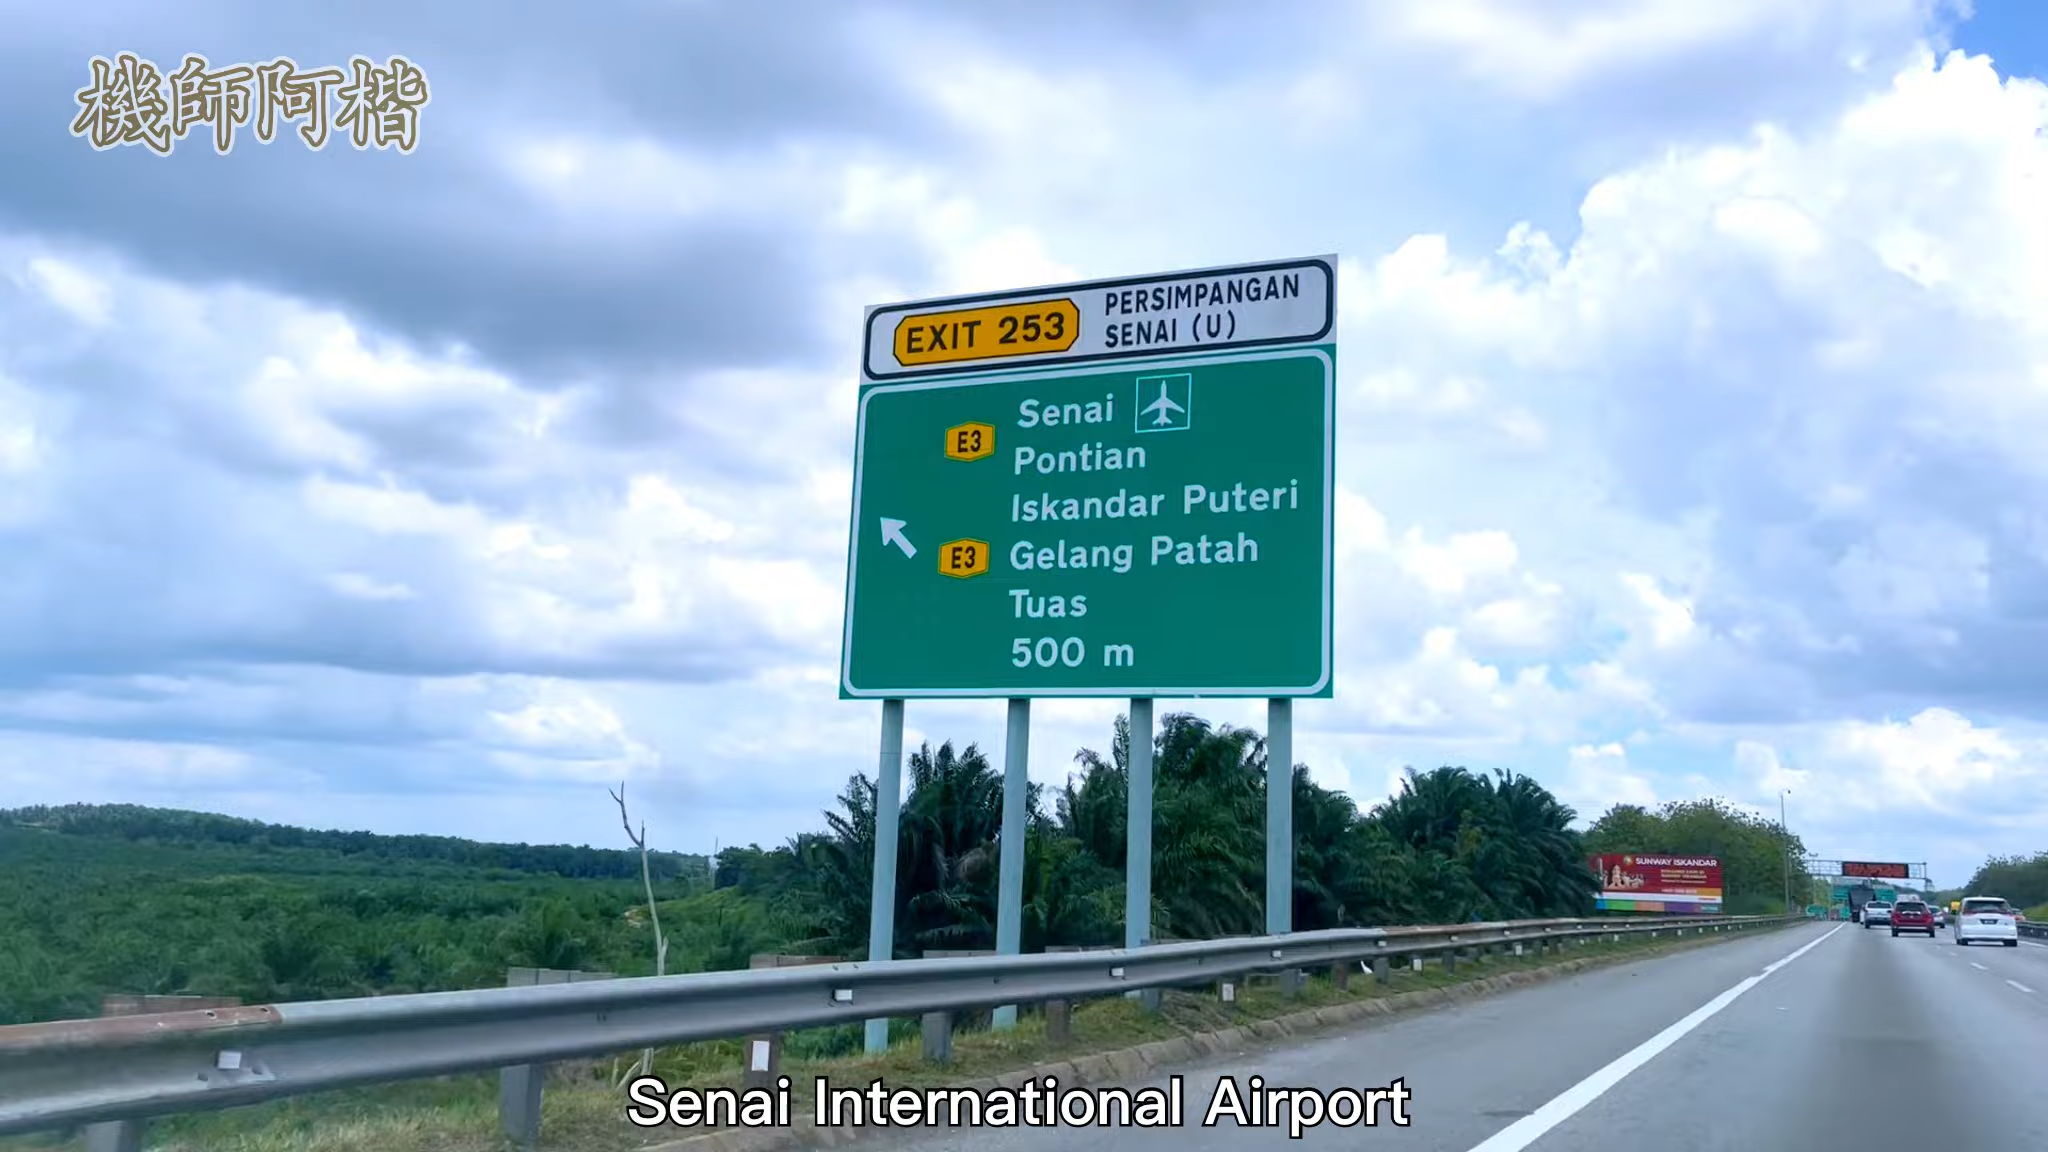 機師阿楷
EXIT 253
PERSIMPANGAN
SENAI (U)
E3
Senai
Pontian
Iskandar Puteri
E3
Gelang Patah
Tuas
500 m
SUNWAY ISKANDAR
Senai International Airport